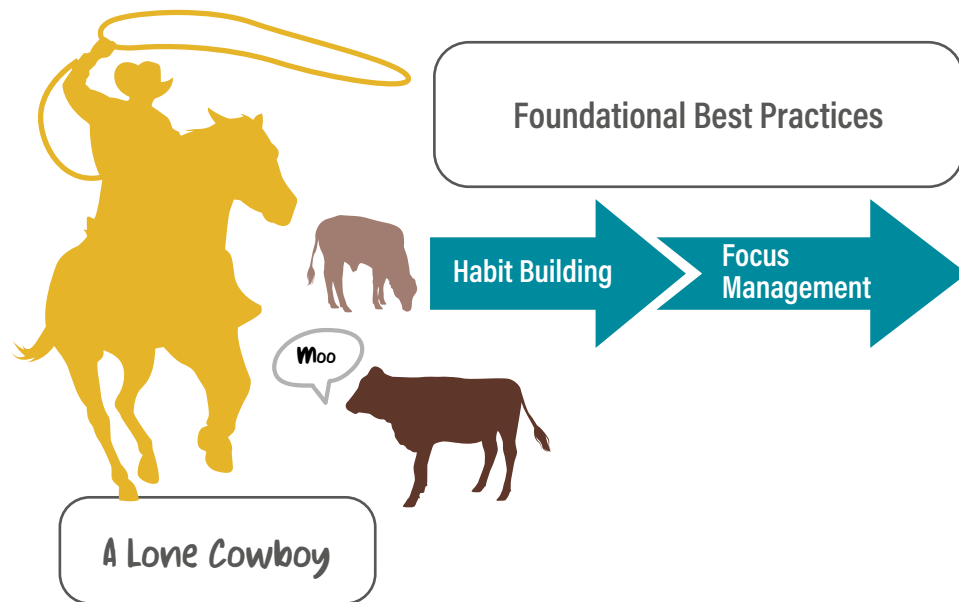 Foundational Best Practices
Habit Building
Focus
Management
Moo
A Lone Cowboy